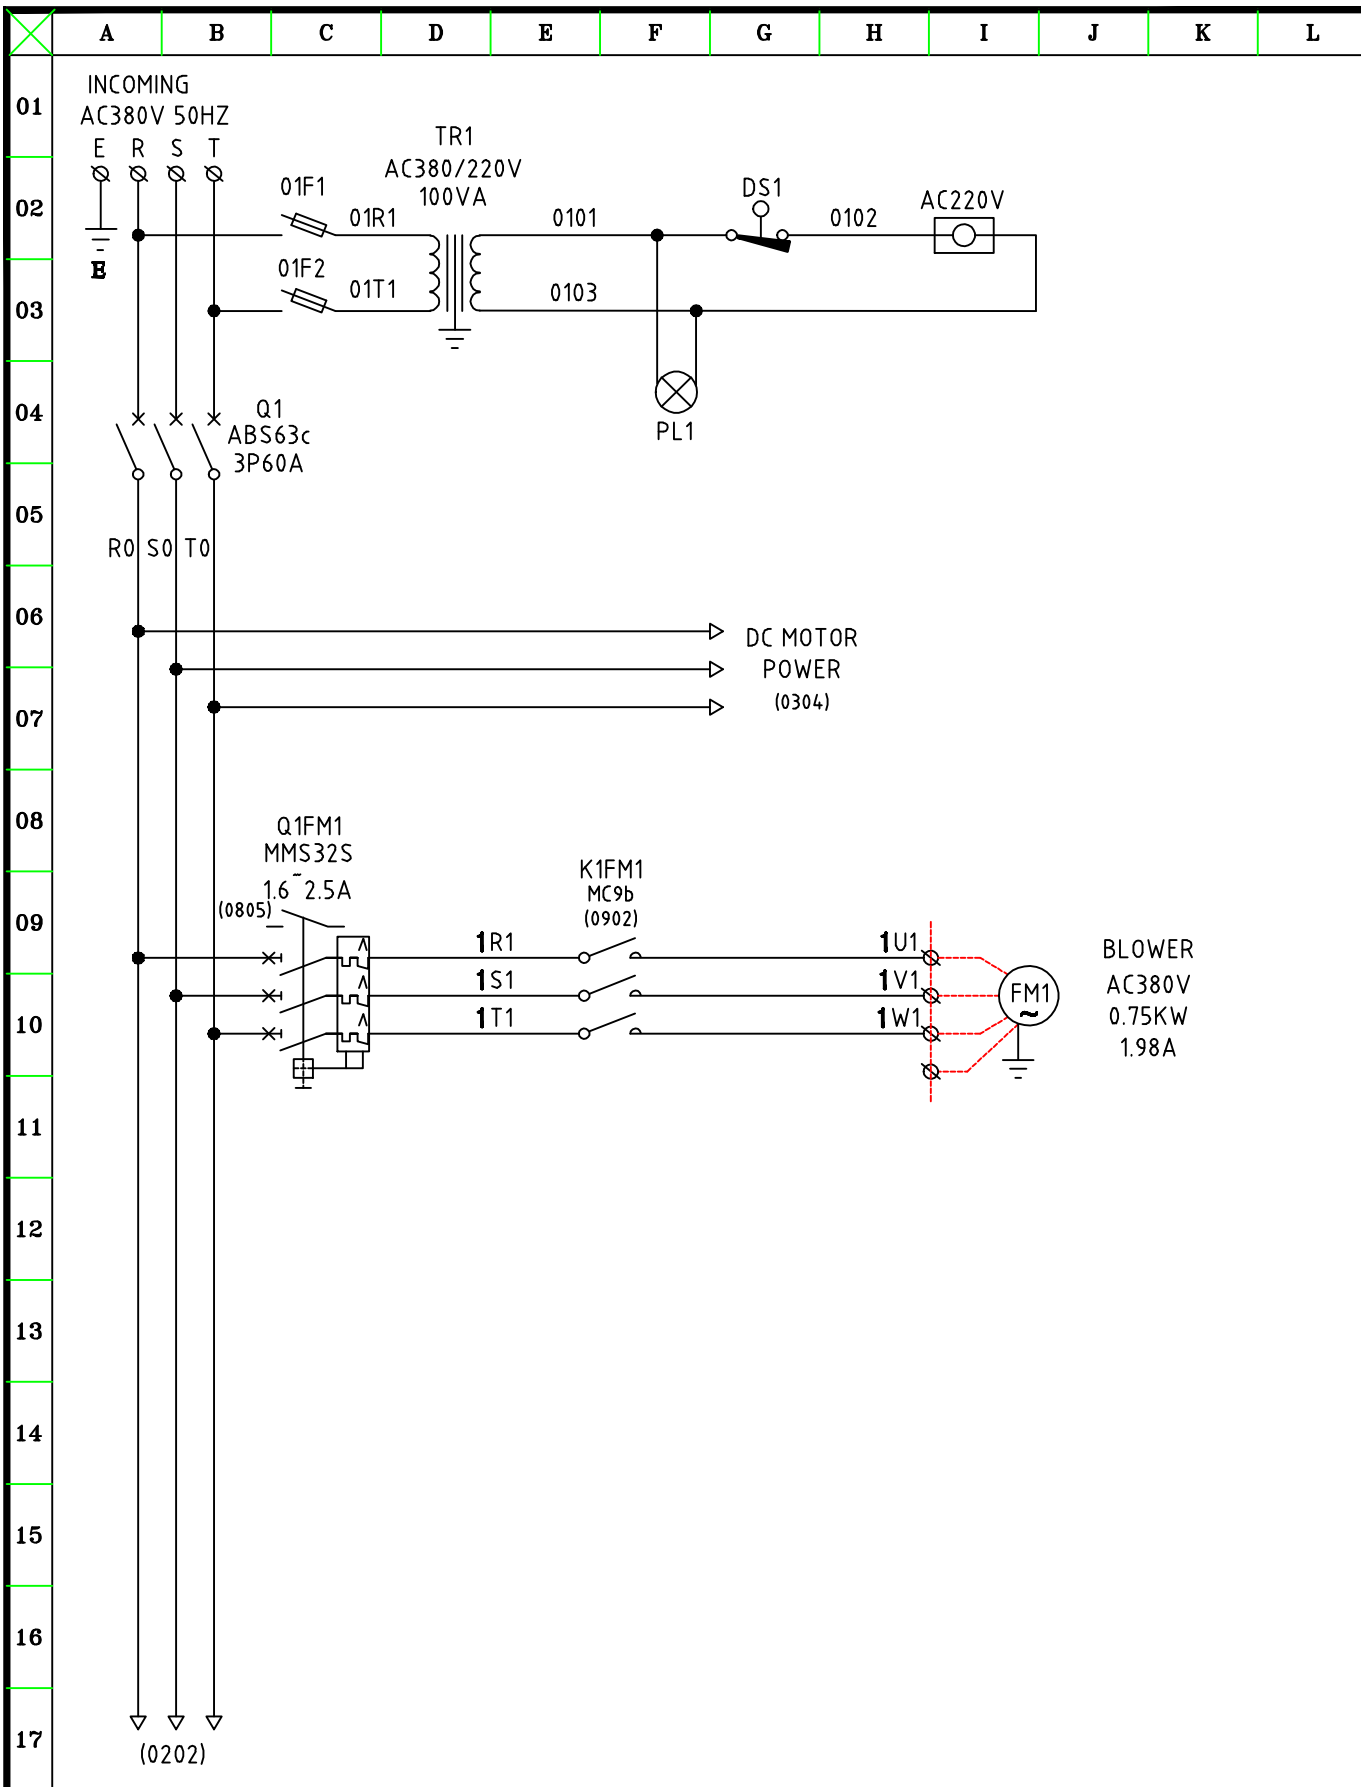 A B C D E F G H I J K L
01
INCOMING
AC380V 50HZ
E R S T
TR1
AC380/220V
100VA
02
01F1
01R1
0101
DS1
0102
AC220V
E
01F2
01T1
0103
03
04
Q1
ABS63c
3P60A
PL1
05
R0 S0 T0
06
DC MOTOR
POWER
(0304)
07
08
Q1FM1
MMS32S
1.6~2.5A
(0805)
K1FM1
MC9b
(0902)
09
1R1
1U1
1S1
1V1
1T1
1W1
FM1
~
BLOWER
AC380V
0.75KW
1.98A
10
11
12
13
14
15
16
17
(0202)